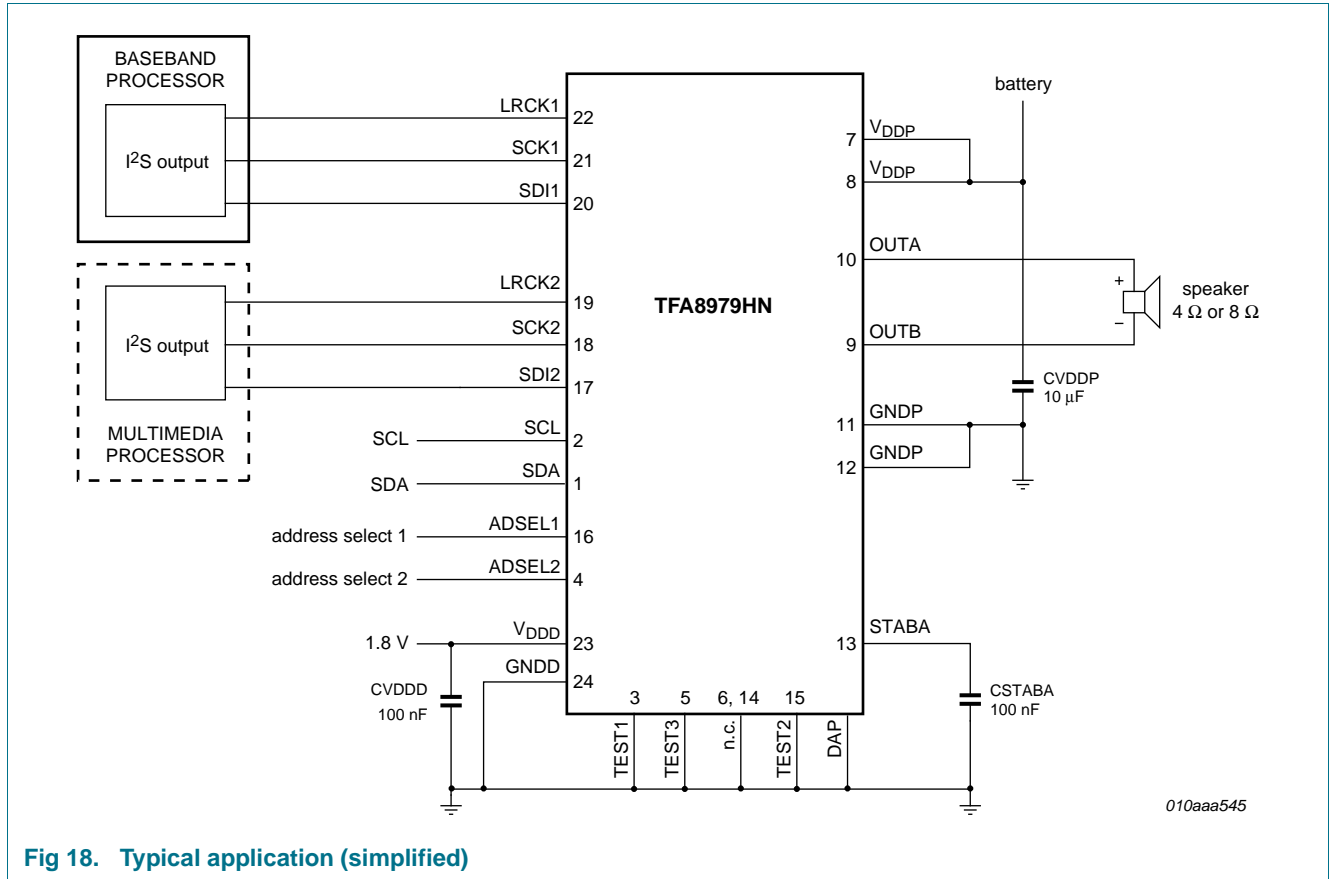 BASEBAND
PROCESSOR
I2S output
LRCK1
22
SCK1
21
SDI1
20
I2S output
MULTIMEDIA
PROCESSOR
LRCK2
19
SCK2
18
SDI2
17
SCL
SCL
2
SDA
SDA
1
address select 1
ADSEL1
16
address select 2
ADSEL2
4
1.8 V
VDDD
23
GNDD
24
CVDDD
100 nF
TFA8979HN
battery
7
VDDP
8
VDDP
10
OUTA
9
OUTB
+
−
speaker
4 Ω or 8 Ω
CVDDP
10 μF
11
GNDP
12
GNDP
13
STABA
CSTABA
100 nF
3
5
6, 14
15
TEST1
TEST3
n.c.
TEST2
DAP
010aaa545
Fig 18. Typical application (simplified)